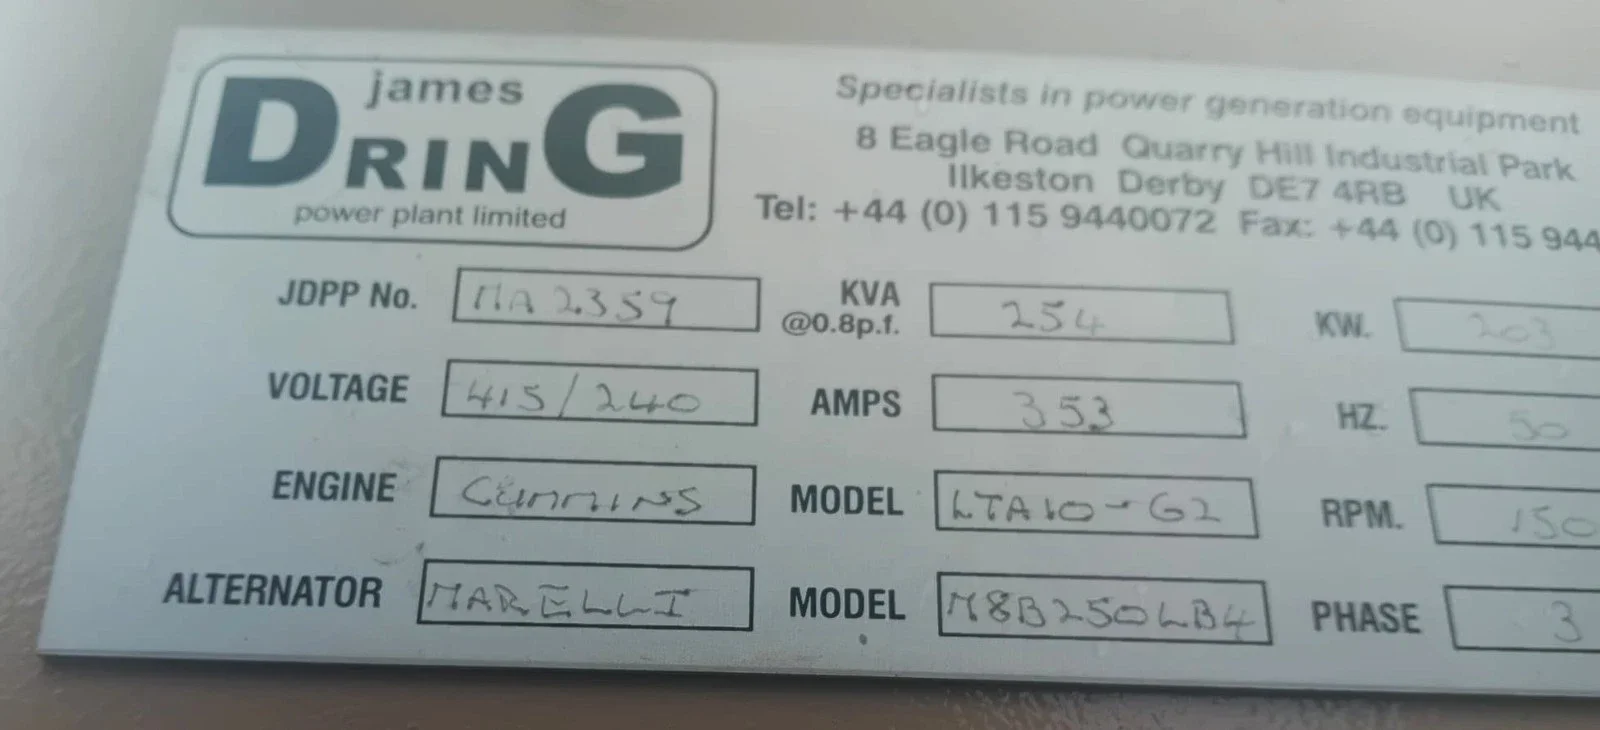 james
DRING
power plant limited
Specialists in power generation equipment
8 Eagle Road Quarry Hill Industrial Park
Ilkeston Derby DE7 4RB UK
Tel: +44 (0) 115 9440072 Fax: +44 (0) 115 944
JDPP No. MA2359 KVA @0.8p.f. 254 KW. 203
VOLTAGE 415/240 AMPS 353 HZ. 50
ENGINE CUMMINS MODEL LTA10-G2 RPM. 150
ALTERNATOR MARELLI MODEL M8B250LB4 PHASE 3